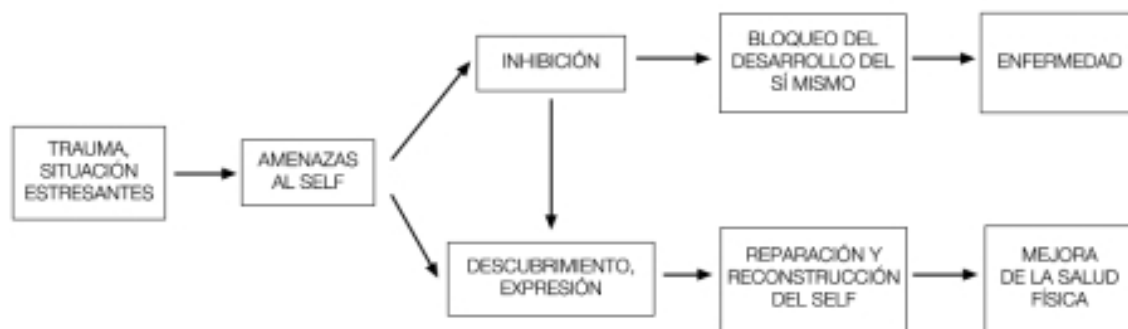 TRAUMA,
SITUACIÓN
ESTRESANTES
AMENAZAS
AL SELF
INHIBICIÓN
BLOQUEO DEL
DESARROLLO DEL
SÍ MISMO
ENFERMEDAD
DESCUBRIMIENTO,
EXPRESIÓN
REPARACIÓN Y
RECONSTRUCCIÓN
DEL SELF
MEJORA
DE LA SALUD
FÍSICA